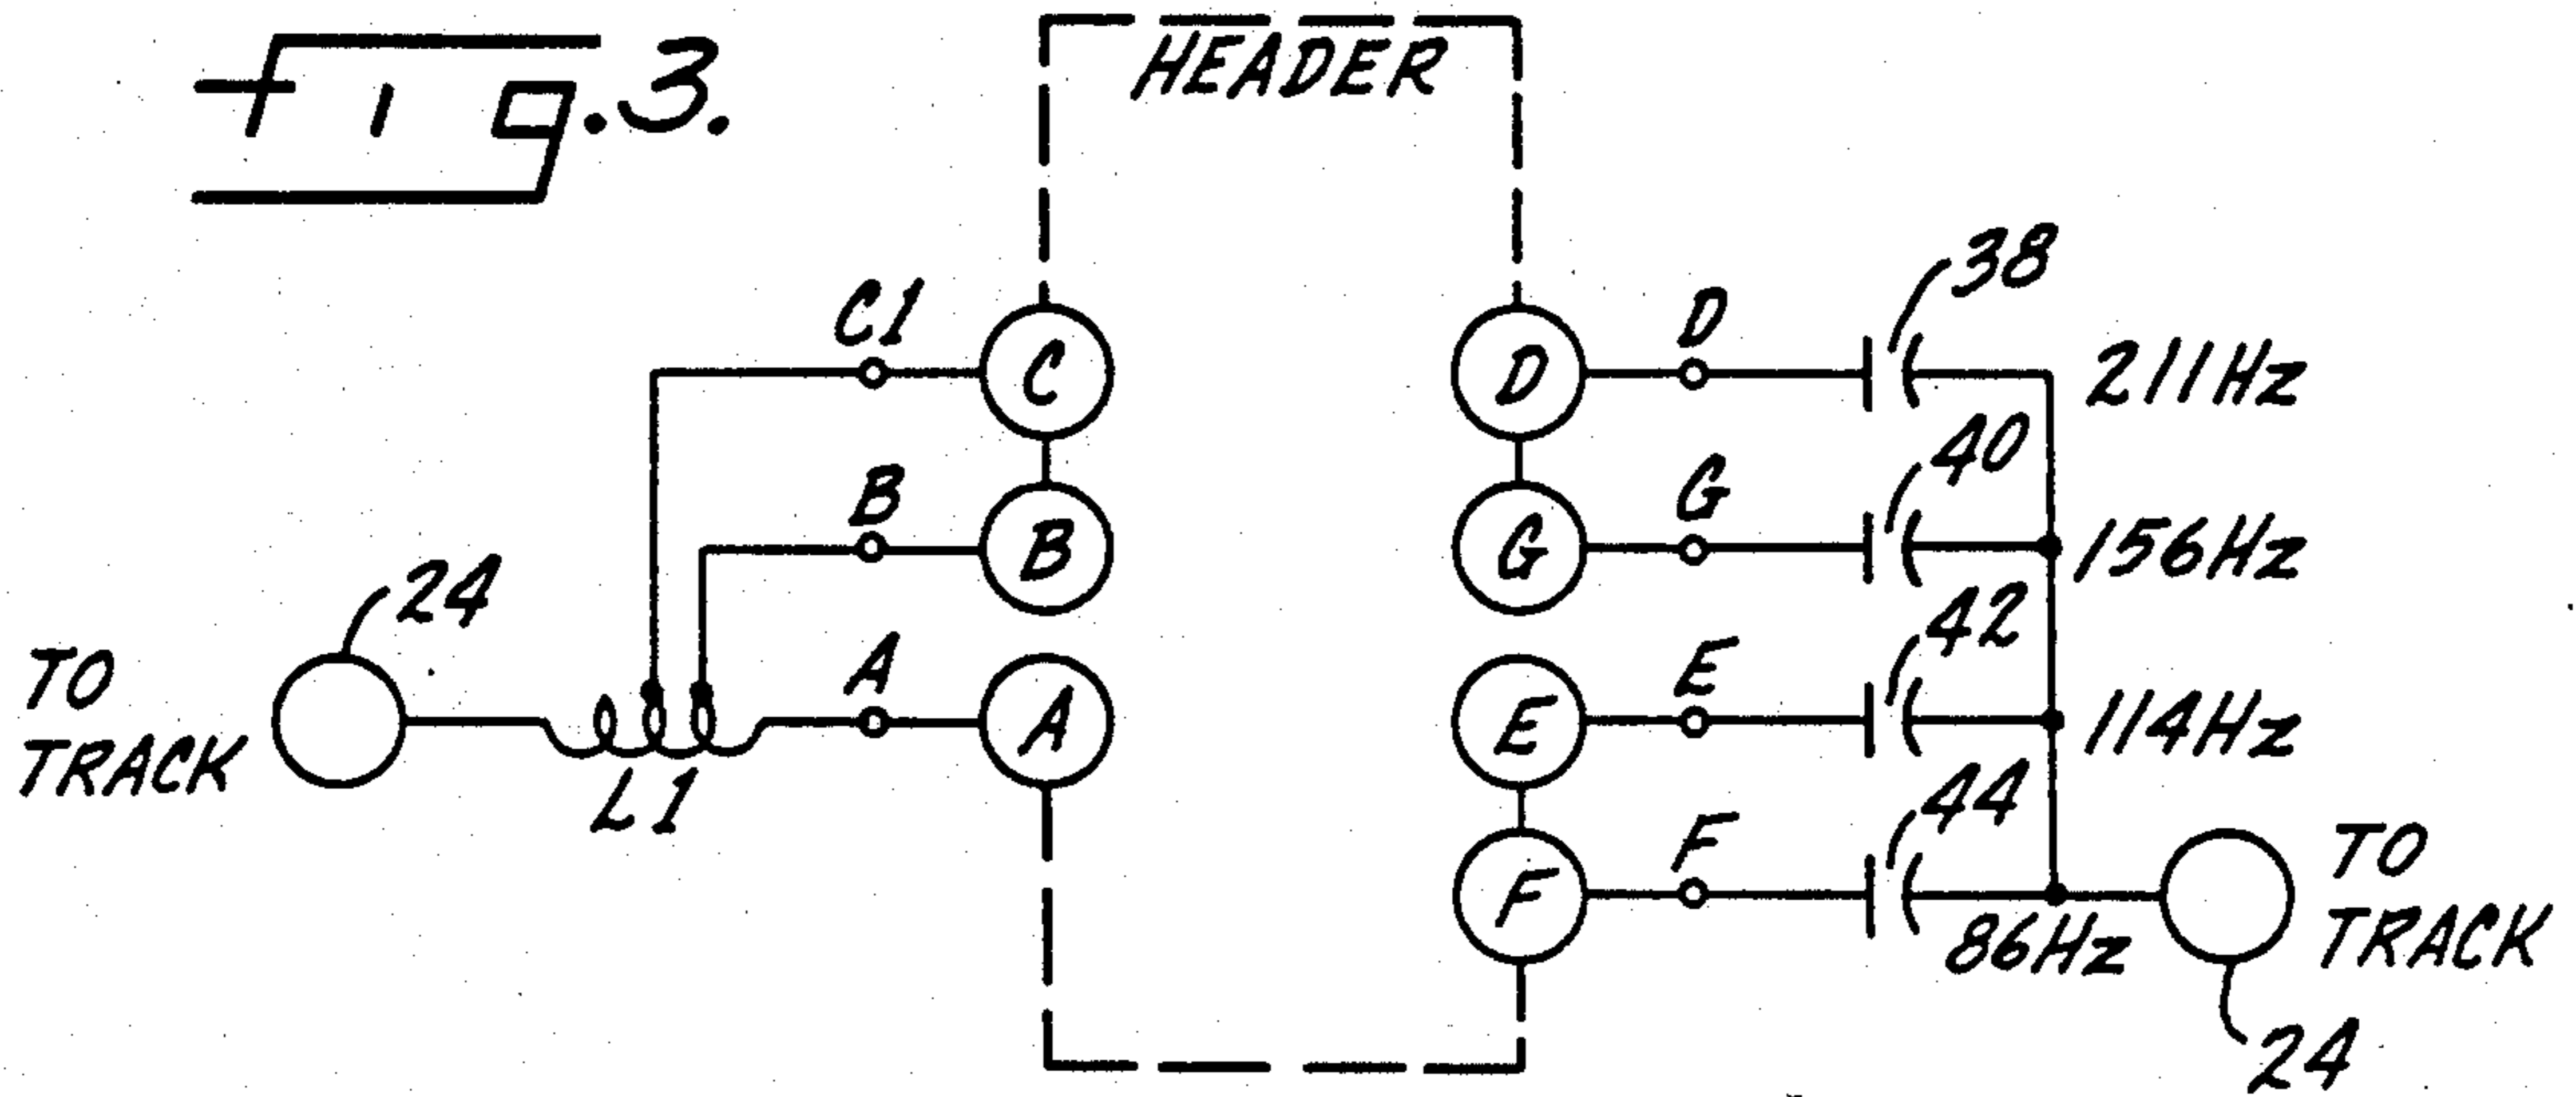 Fig.3.
HEADER
38
C1
C
D
D
211Hz
40
B
B
G
G
156Hz
24
42
TO
TRACK
A
A
E
E
114Hz
L1
44
F
F
86Hz
TO
TRACK
24